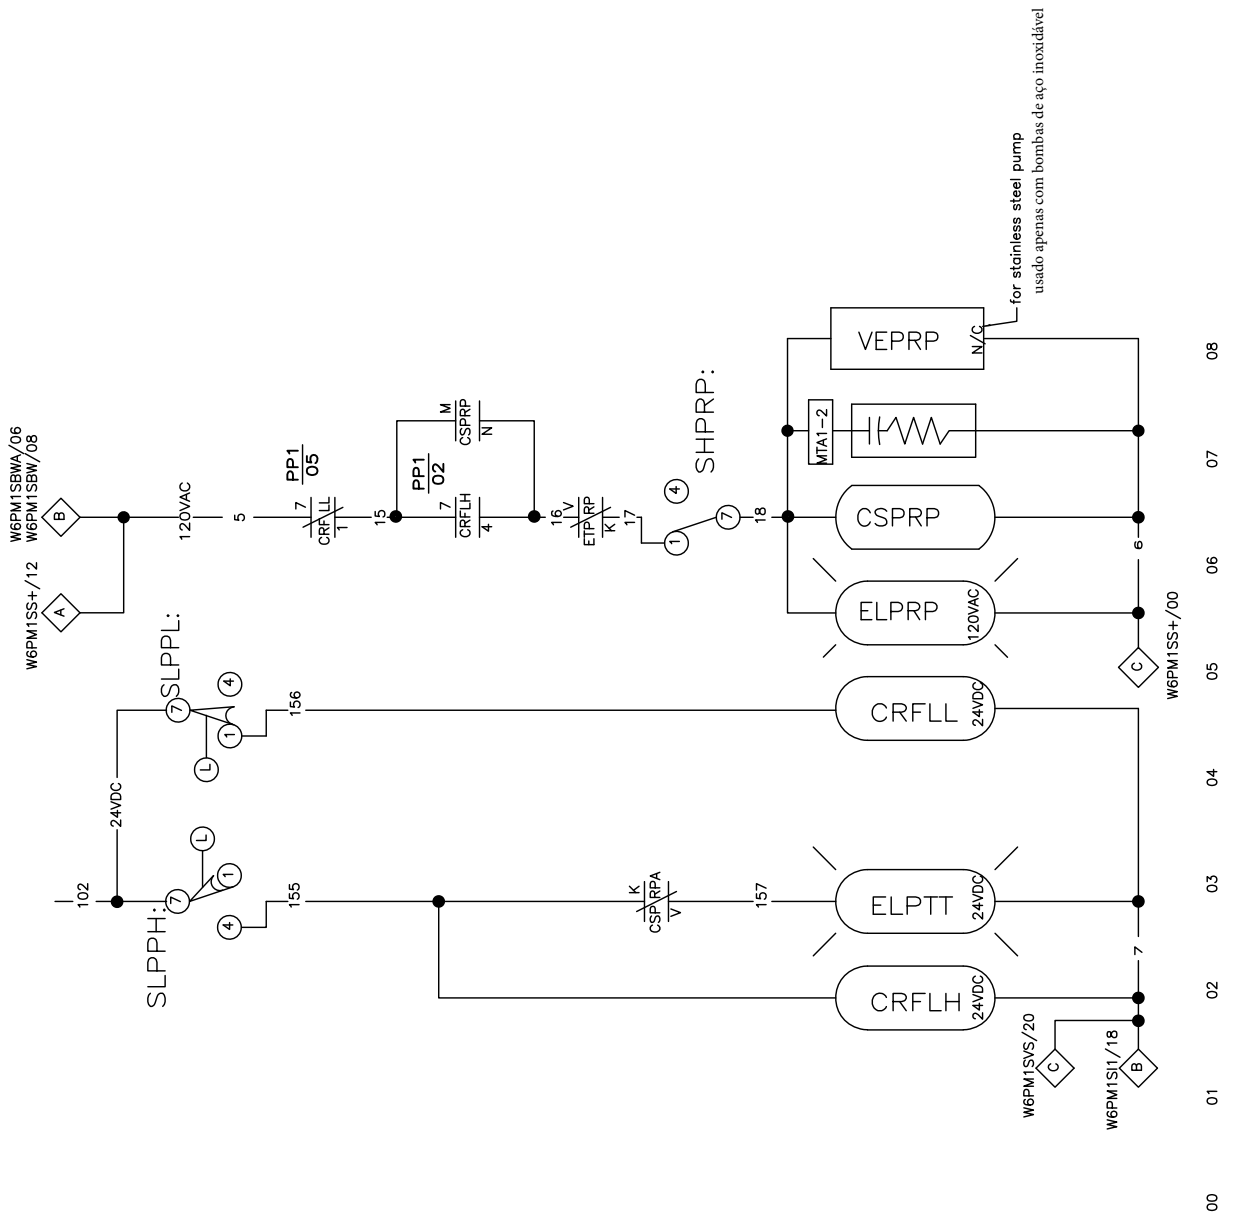 W6PM1SBWA/06
W6PM1SBW/08
B
W6PM1SS+/12
A
120VAC
5
PP1
05
7
CRFLL
1
15
PP1
02
7
CRFLH
4
M
CSPRP
N
16
V
ETPRP
K
17
SHPRP:
4
1
7
18
102
24VDC
SLPPH:
7
L
1
4
155
SLPPL:
7
4
1
L
156
K
CSPRPA
V
157
CRFLH
24VDC
ELPTT
24VDC
CRFLL
24VDC
ELPRP
120VAC
CSPRP
MTA1-2
VEPRP
N/C
for stainless steel pump
usado apenas com bombas de aço inoxidável
6
C
W6PM1SS+/00
7
W6PM1SVS/20
C
W6PM1SI1/18
B
00
01
02
03
04
05
06
07
08